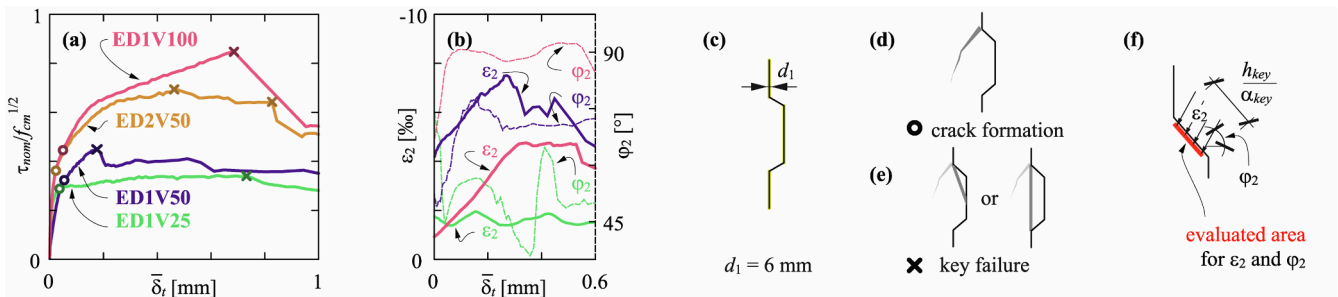 (a)
1
ED1V100
ED2V50
ED1V50
ED1V25
τnom/fcm^1/2
0
0
δ̅t [mm]
1
(b)
-10
ε2 [‰]
0
0
δ̅t [mm]
0.6
ε2
φ2
φ2
ε2
φ2
ε2
90
45
φ2 [°]
(c)
d1
d1 = 6 mm
(d)
crack formation
(e)
or
key failure
(f)
hkey
αkey
ε2
φ2
evaluated area
for ε2 and φ2